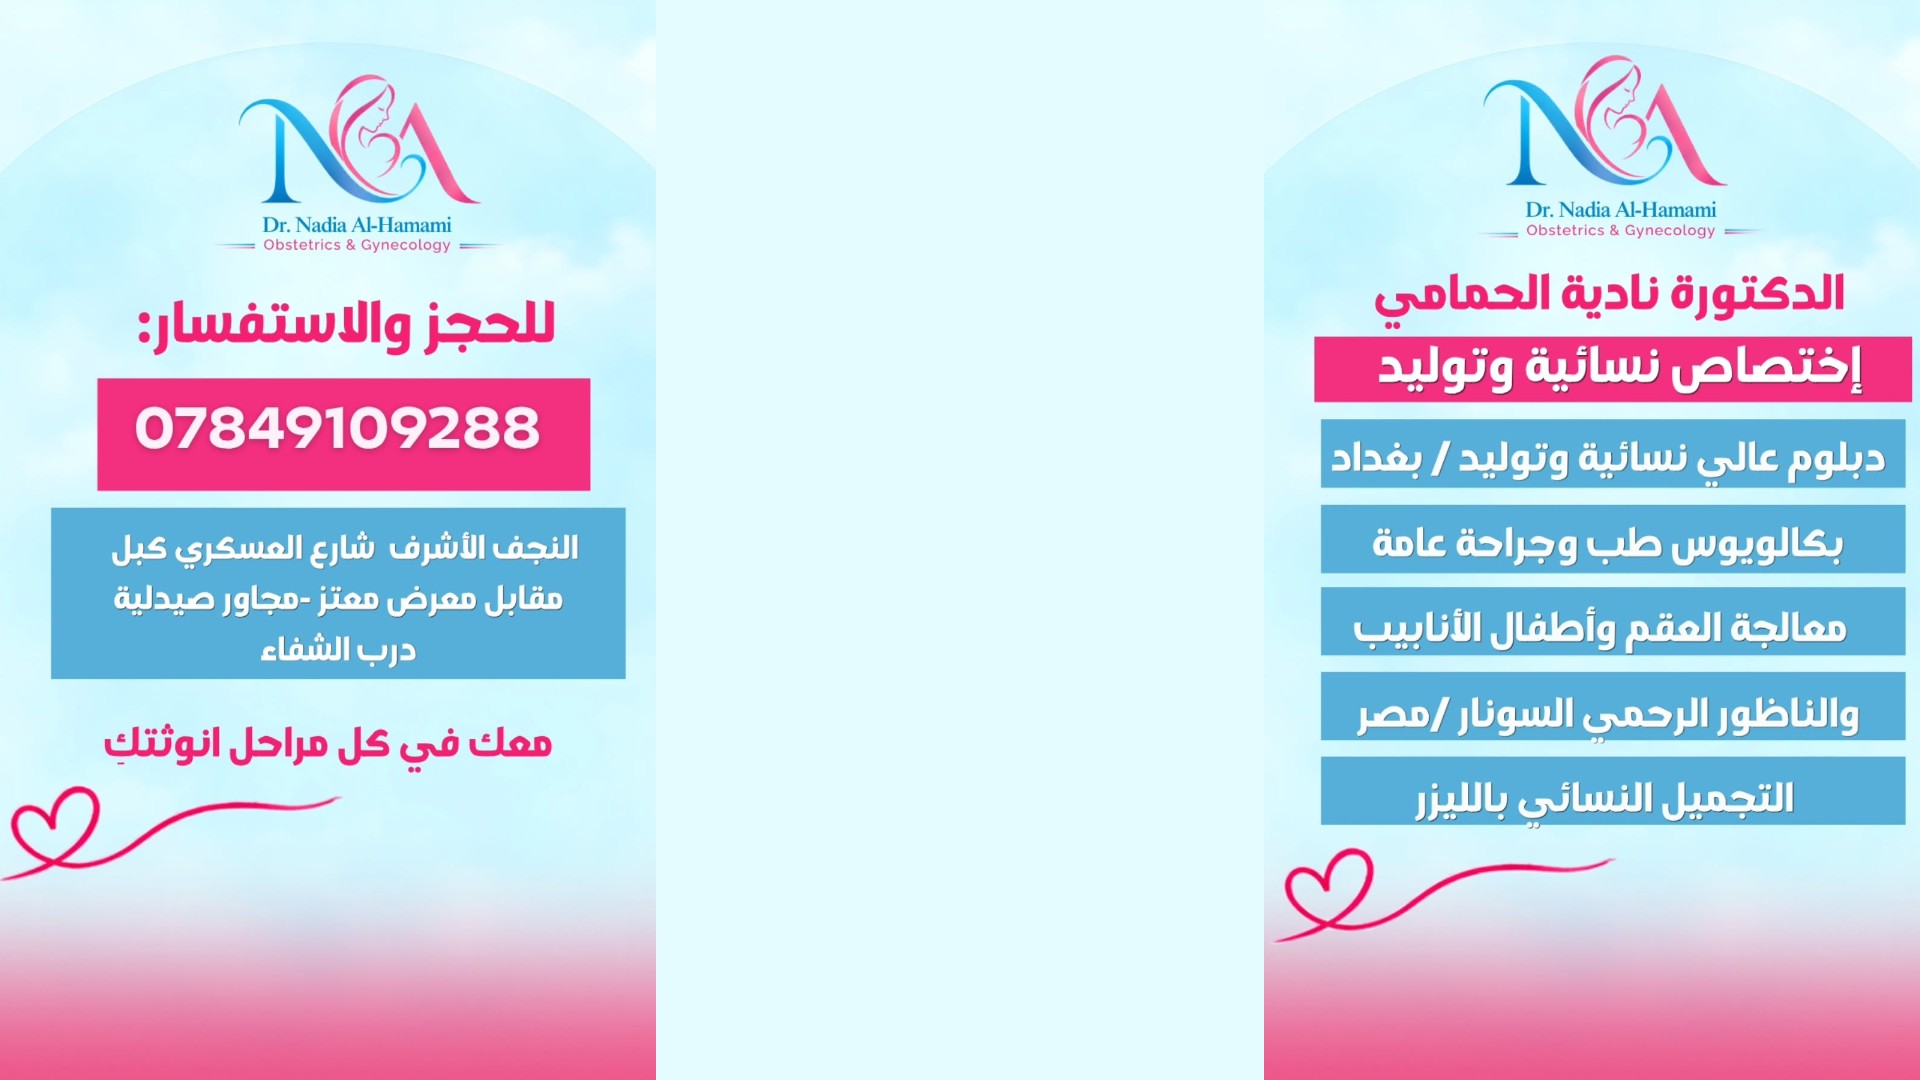 Dr. Nadia Al-Hamami
Obstetrics & Gynecology
الدكتورة نادية الحمامي
إختصاص نسائية وتوليد
دبلوم عالي نسائية وتوليد / بغداد
بكالويوس طب وجراحة عامة
معالجة العقم وأطفال الأنابيب
والناظور الرحمي السونار /مصر
التجميل النسائي بالليزر
Dr. Nadia Al-Hamami
Obstetrics & Gynecology
للحجز والاستفسار:
07849109288
النجف الأشرف شارع العسكري كبل
مقابل معرض معتز -مجاور صيدلية
درب الشفاء
معك في كل مراحل انوثتكِ